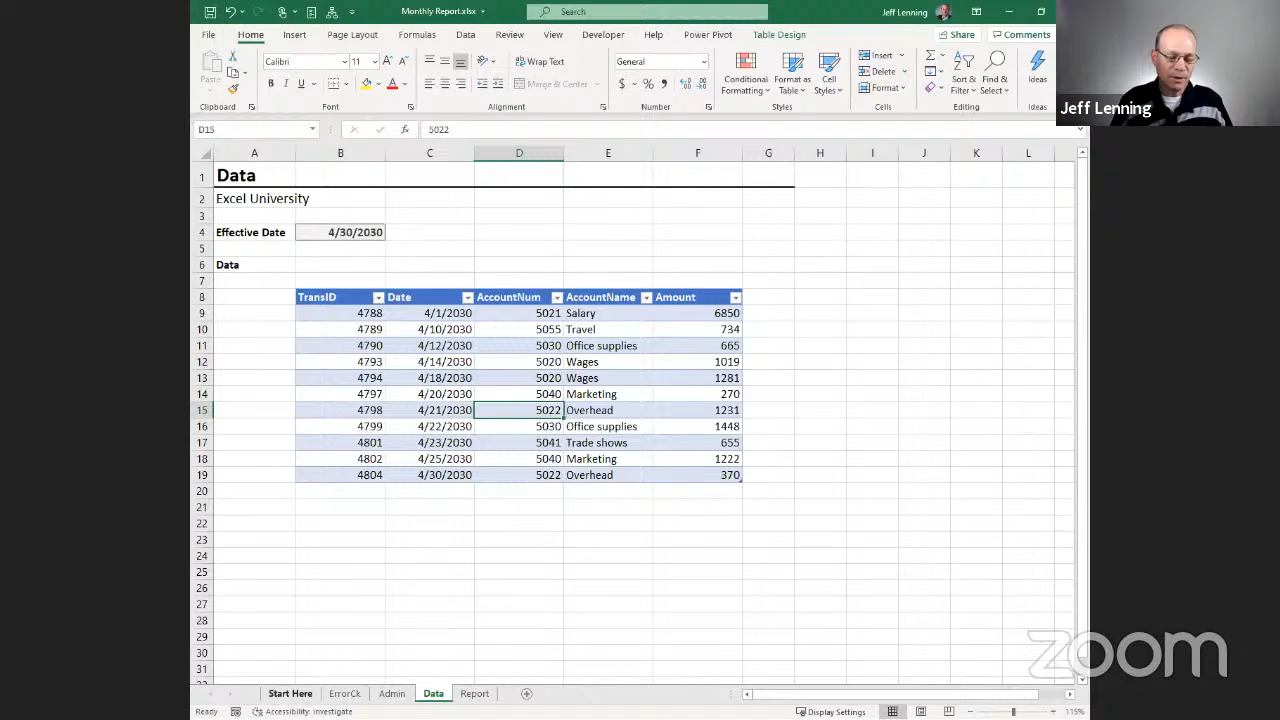 Monthly Report.xlsx
Search
Jeff Lenning
File Home Insert Page Layout Formulas Data Review View Developer Help Power Pivot Table Design Share Comments
Paste
Calibri 11
Wrap Text
General
Insert
B I U
Merge & Center
$ % ,
Conditional Formatting
Format as Table
Cell Styles
Delete
Format
Sort & Filter
Find & Select
Ideas
Clipboard Font Alignment Number Styles Cells Editing Ideas
Jeff Lenning
D15 fx 5022
A B C D E F G H I J K L
1 Data
2 Excel University
3
4 Effective Date 4/30/2030
5
6 Data
7
8 TransID Date AccountNum AccountName Amount
9 4788 4/1/2030 5021 Salary 6850
10 4789 4/10/2030 5055 Travel 734
11 4790 4/12/2030 5030 Office supplies 665
12 4793 4/14/2030 5020 Wages 1019
13 4794 4/18/2030 5020 Wages 1281
14 4797 4/20/2030 5040 Marketing 270
15 4798 4/21/2030 5022 Overhead 1231
16 4799 4/22/2030 5030 Office supplies 1448
17 4801 4/23/2030 5041 Trade shows 655
18 4802 4/25/2030 5040 Marketing 1222
19 4804 4/30/2030 5022 Overhead 370
20
21
22
23
24
25
26
27
28
29
30
31
zoom
Start Here ErrorCk Admin Data Report
Ready Accessibility: Investigate Display Settings 115%